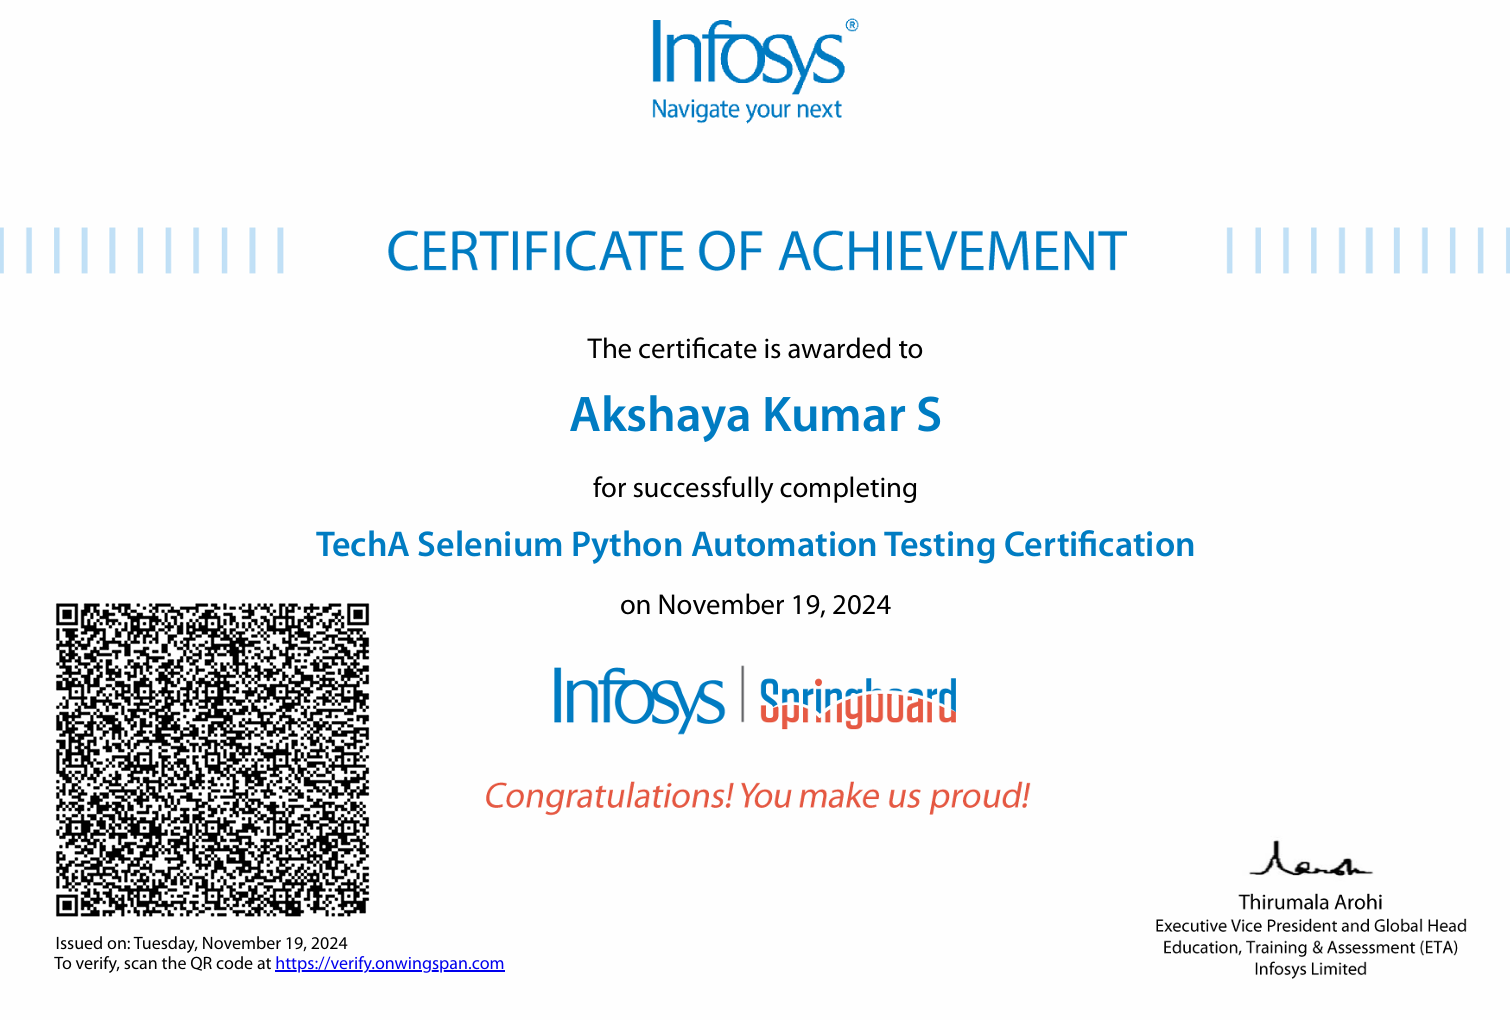 Infosys®
Navigate your next
CERTIFICATE OF ACHIEVEMENT
The certificate is awarded to
Akshaya Kumar S
for successfully completing
TechA Selenium Python Automation Testing Certification
on November 19, 2024
Infosys | Springboard
Congratulations! You make us proud!
Issued on: Tuesday, November 19, 2024
To verify, scan the QR code at https://verify.onwingspan.com
Thirumala Arohi
Executive Vice President and Global Head
Education, Training & Assessment (ETA)
Infosys Limited